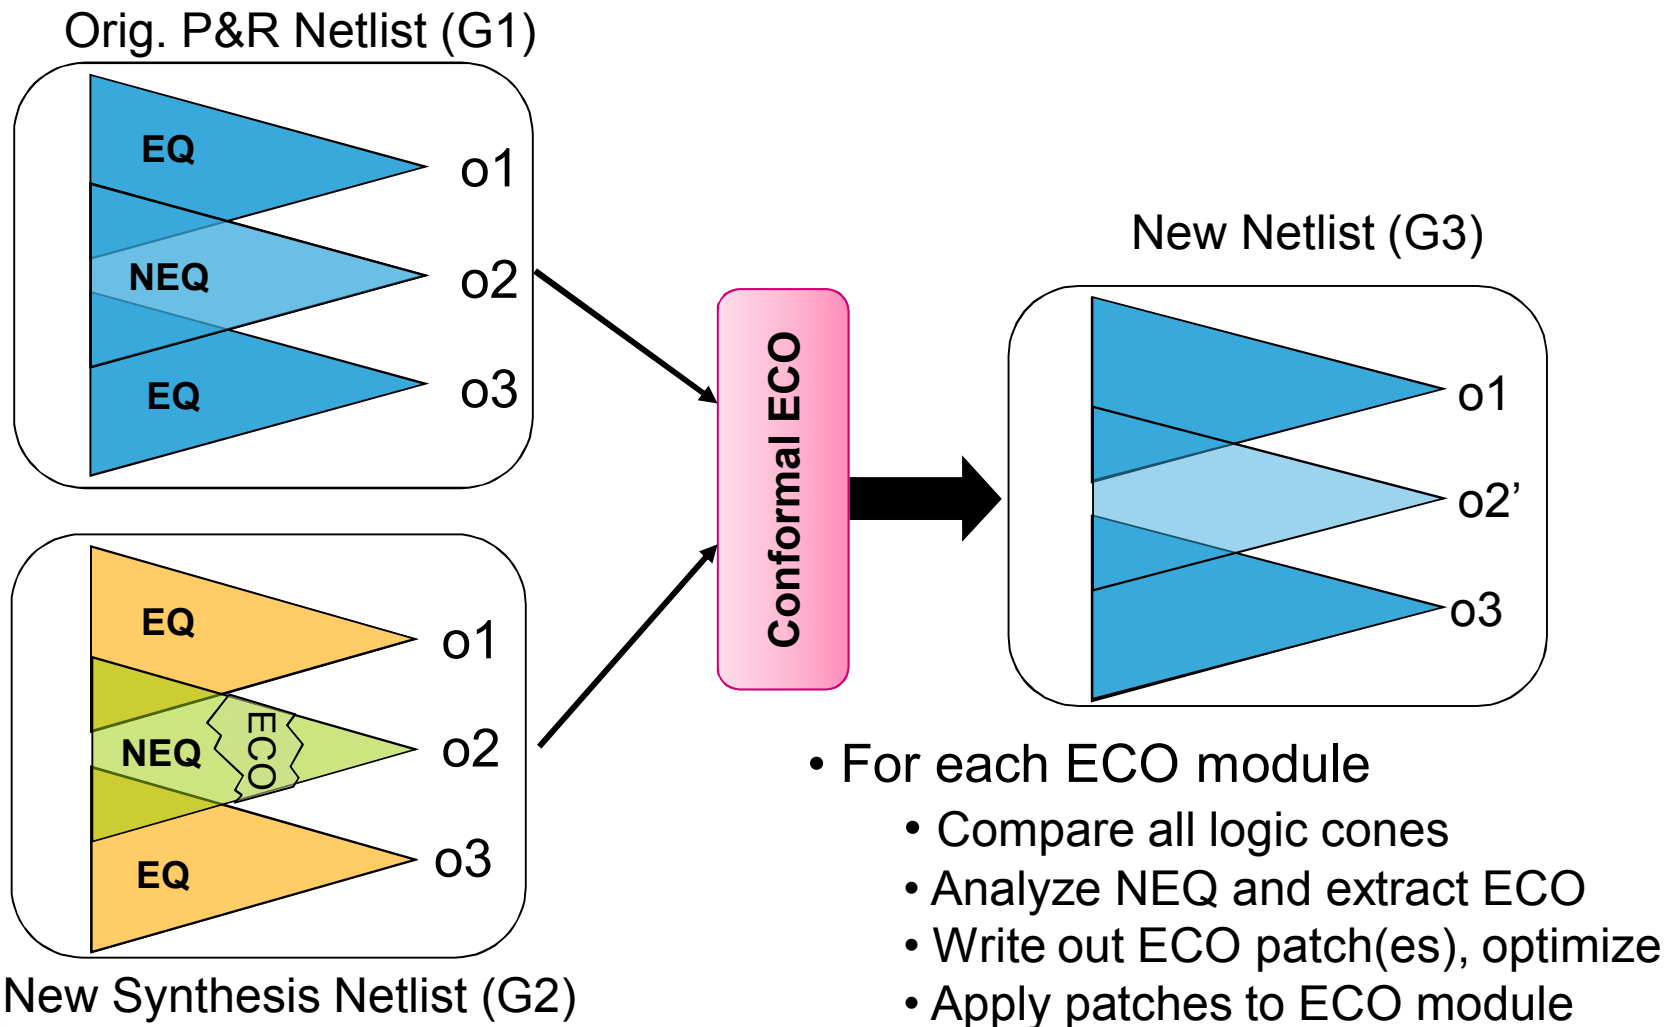 Orig. P&R Netlist (G1)
EQ
o1
NEQ
o2
EQ
o3
EQ
o1
NEQ
ECO
o2
EQ
o3
New Synthesis Netlist (G2)
Conformal ECO
New Netlist (G3)
o1
o2’
o3
• For each ECO module
• Compare all logic cones
• Analyze NEQ and extract ECO
• Write out ECO patch(es), optimize
• Apply patches to ECO module